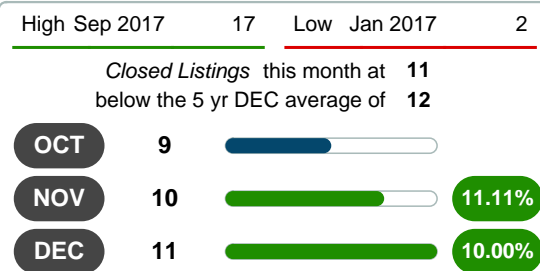 High Sep 2017 17 Low Jan 2017 2
Closed Listings this month at 11
below the 5 yr DEC average of 12
OCT 9
NOV 10 11.11%
DEC 11 10.00%